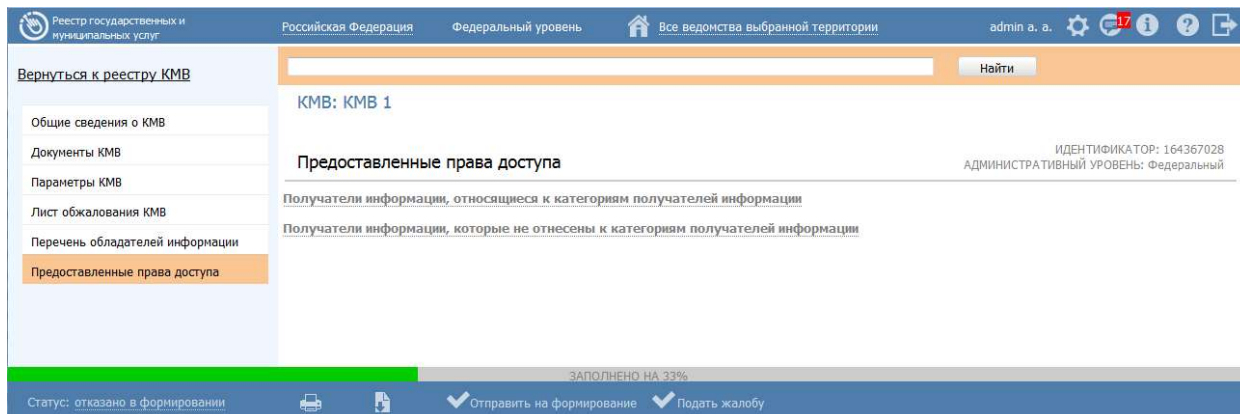 Реестр государственных и
муниципальных услуг
Российская Федерация
Федеральный уровень
Все ведомства выбранной территории
admin a. a.
17
Вернуться к реестру КМВ
Найти
Общие сведения о КМВ
Документы КМВ
Параметры КМВ
Лист обжалования КМВ
Перечень обладателей информации
Предоставленные права доступа
КМВ: КМВ 1
Предоставленные права доступа
ИДЕНТИФИКАТОР: 164367028
АДМИНИСТРАТИВНЫЙ УРОВЕНЬ: Федеральный
Получатели информации, относящиеся к категориям получателей информации
Получатели информации, которые не отнесены к категориям получателей информации
ЗАПОЛНЕНО НА 33%
Статус: отказано в формировании
Отправить на формирование
Подать жалобу